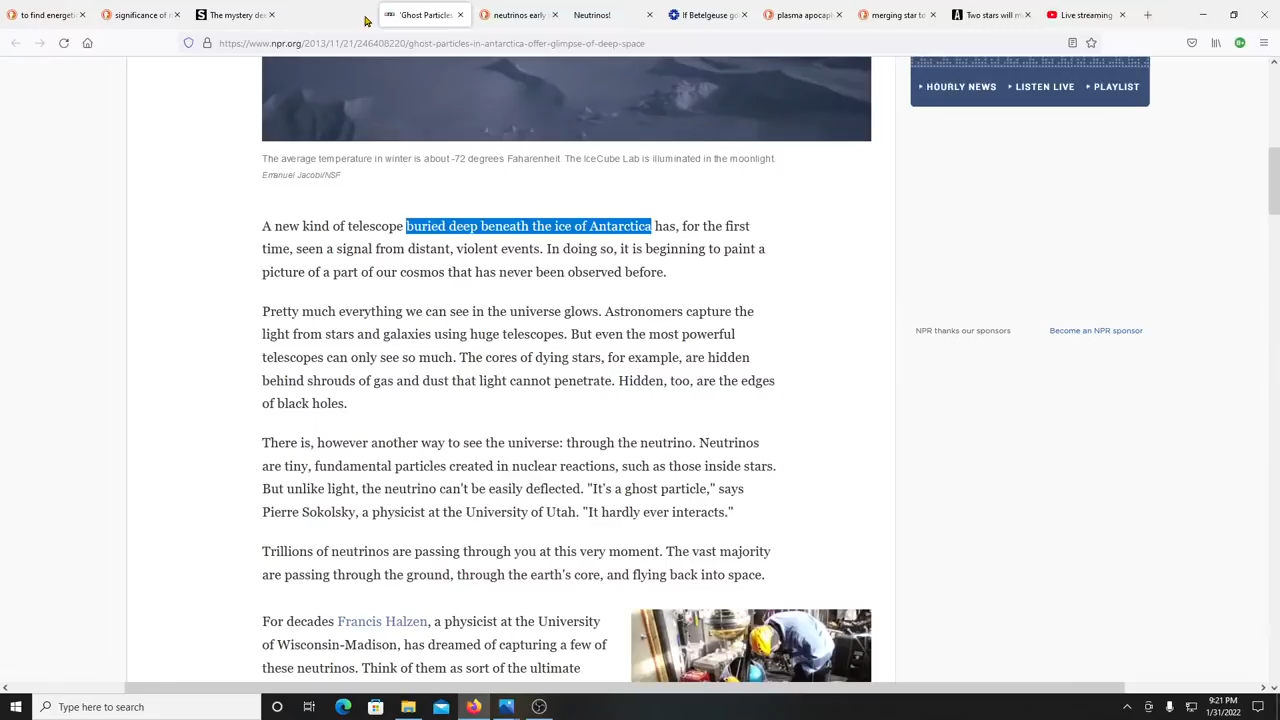 to find energetic
significance of E
The mystery de
'Ghost Particles
neutrinos early
Neutrinos!
If Betelgeuse go
plasma apocaly
merging star to
Two stars will m
Live streaming
https://www.npr.org/2013/11/21/246408220/ghost-particles-in-antarctica-offer-glimpse-of-deep-space
HOURLY NEWS
LISTEN LIVE
PLAYLIST
The average temperature in winter is about -72 degrees Faharenheit. The IceCube Lab is illuminated in the moonlight.
Emanuel Jacobi/NSF
A new kind of telescope buried deep beneath the ice of Antarctica has, for the first
time, seen a signal from distant, violent events. In doing so, it is beginning to paint a
picture of a part of our cosmos that has never been observed before.
Pretty much everything we can see in the universe glows. Astronomers capture the
light from stars and galaxies using huge telescopes. But even the most powerful
telescopes can only see so much. The cores of dying stars, for example, are hidden
behind shrouds of gas and dust that light cannot penetrate. Hidden, too, are the edges
of black holes.
NPR thanks our sponsors
Become an NPR sponsor
There is, however another way to see the universe: through the neutrino. Neutrinos
are tiny, fundamental particles created in nuclear reactions, such as those inside stars.
But unlike light, the neutrino can't be easily deflected. "It's a ghost particle," says
Pierre Sokolsky, a physicist at the University of Utah. "It hardly ever interacts."
Trillions of neutrinos are passing through you at this very moment. The vast majority
are passing through the ground, through the earth's core, and flying back into space.
For decades Francis Halzen, a physicist at the University
of Wisconsin-Madison, has dreamed of capturing a few of
these neutrinos. Think of them as sort of the ultimate
Type here to search
9:21 PM
1/31/2022